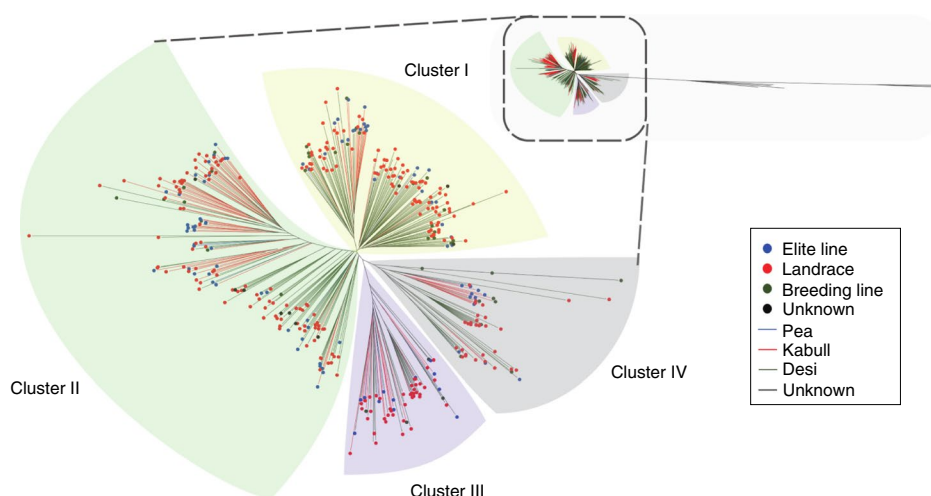 Cluster I
Elite line
Landrace
Breeding line
Unknown
Pea
Kabull
Desi
Unknown
Cluster IV
Cluster II
Cluster III